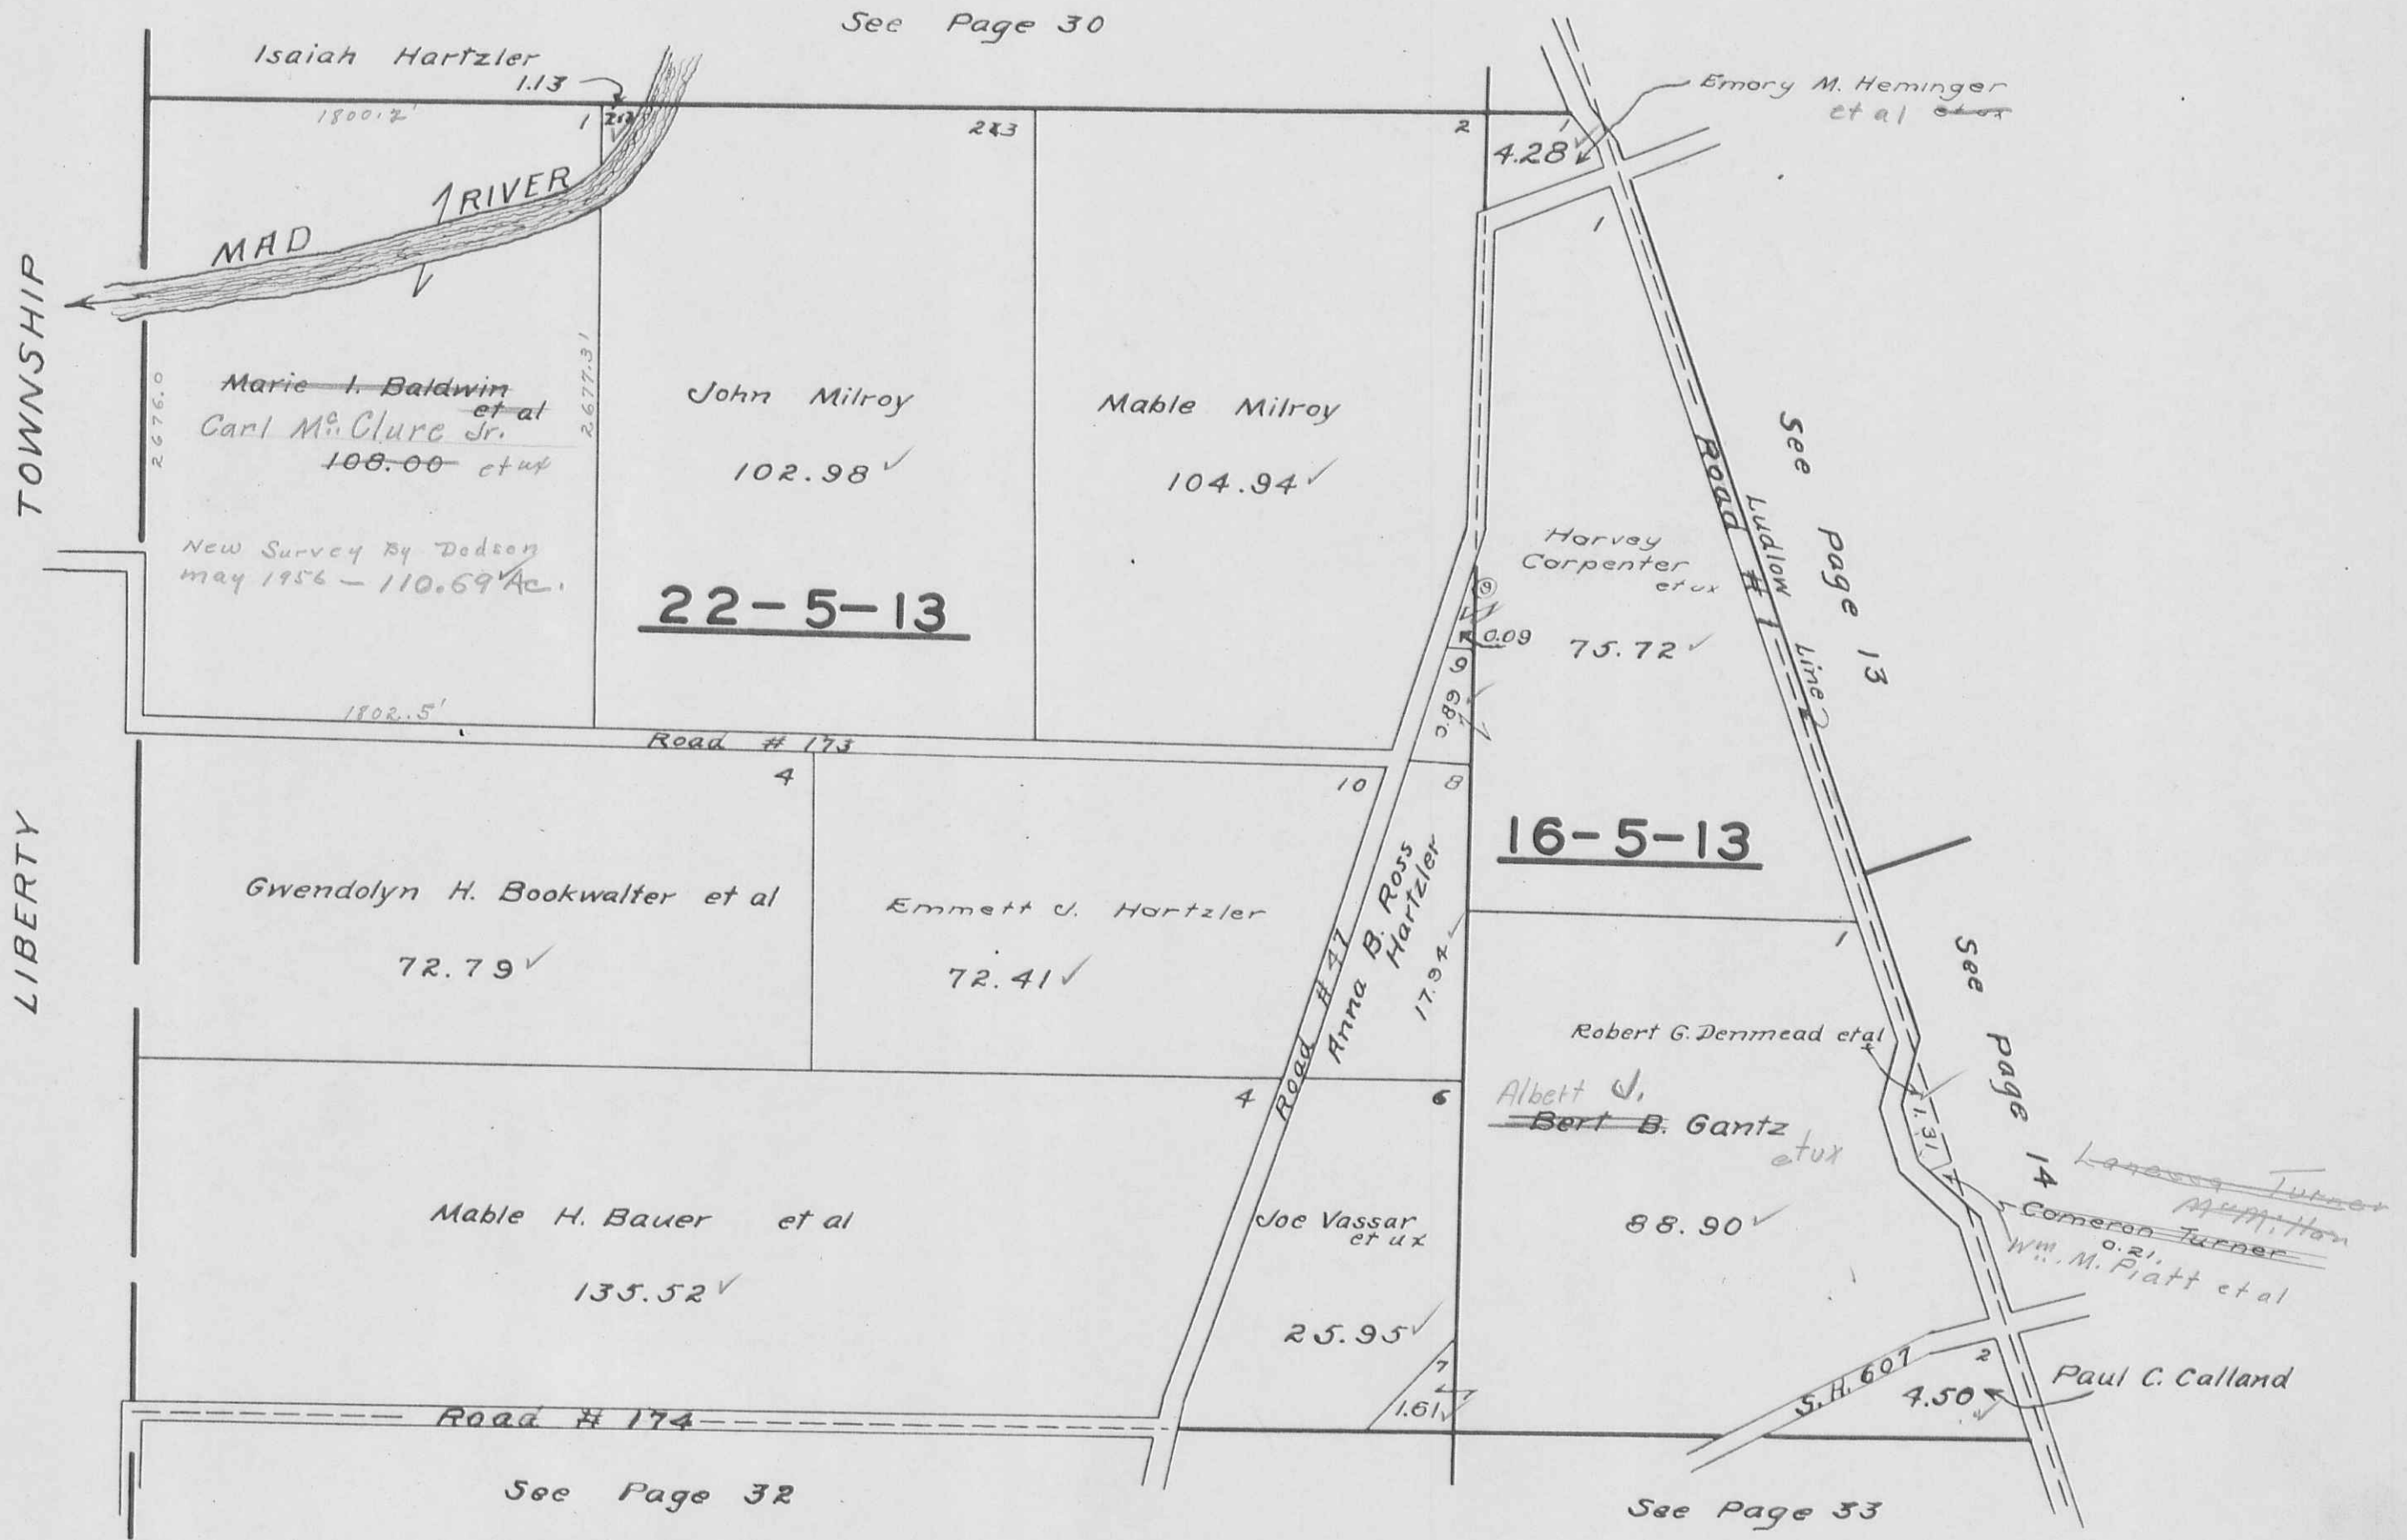 See Page 30
Isaiah Hartzler
1.13
Emory M. Heminger
et al et ux
1800.2'
1
2
1
4.28
MAD RIVER
1
TOWNSHIP
LIBERTY
2676.0
2677.31
Marie I. Baldwin
et al
Carl Mc Clure Jr.
108.00 et ux
New Survey By Dodson
may 1956 – 110.69 Ac.
John Milroy
102.98
Mable Milroy
104.94
22-5-13
Harvey
Carpenter
et ux
75.72
9
0.09
9
0.89
Road # 1
Ludlow Line
See page 13
1802.5'
Road # 173
4
10
8
16-5-13
Gwendolyn H. Bookwalter et al
72.79
Emmett J. Hartzler
72.41
Road # 47
Anna B. Ross
Hartzler
17.94
1
See page 14
Robert G. Denmead et al
1.31
4
6
Albert J.
Bert B. Gantz
et ux
88.90
Mable H. Bauer et al
135.52
Joe Vassar
et ux
25.95
7
1.61
Turner
Cameron Turner
0.21
Wm. M. Piatt et al
S.H. 607
2
4.50
Paul C. Calland
Road # 174
See Page 32
See Page 33